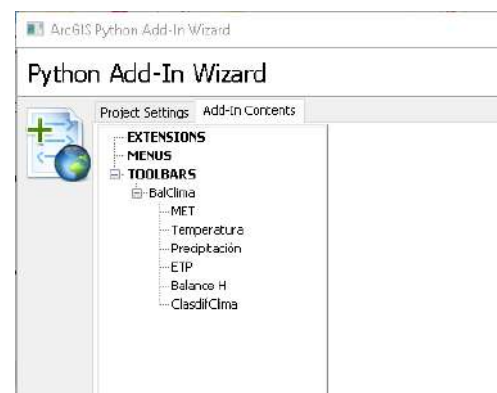 ArcGIS Python Add-In Wizard
Python Add-In Wizard
Project Settings Add-In Contents
EXTENSIONS
MENUS
TOOLBARS
BalClima
MET
Temperatura
Precipitación
ETP
Balance H
ClasdifClima